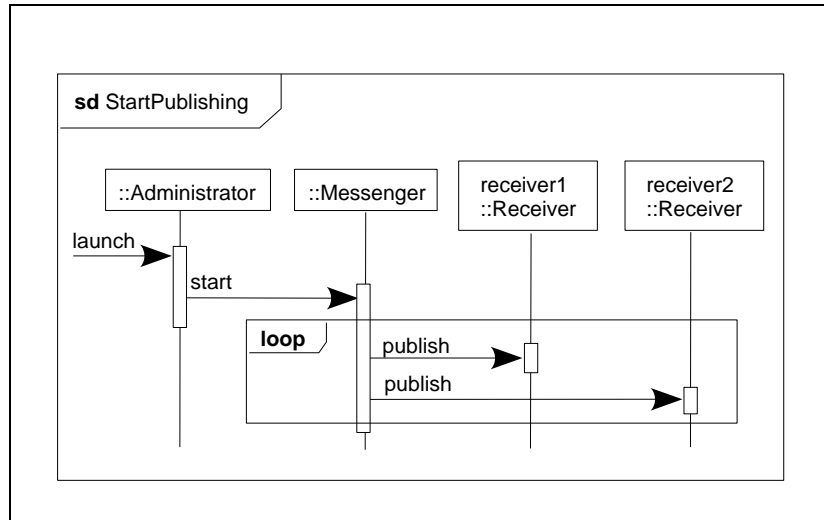 sd StartPublishing
::Administrator
::Messenger
receiver1
::Receiver
receiver2
::Receiver
launch
start
loop
publish
publish